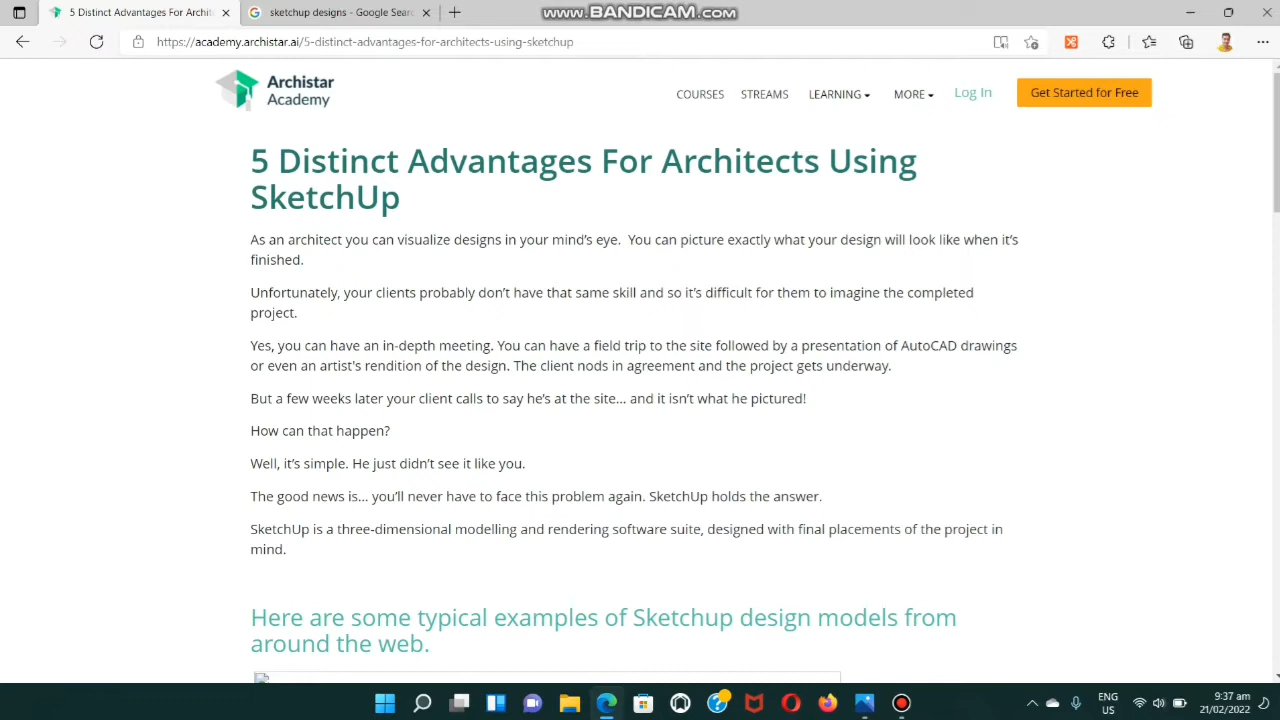 5 Distinct Advantages For Archit
sketchup designs - Google Searc
www.BANDICAM.com
https://academy.archistar.ai/5-distinct-advantages-for-architects-using-sketchup
Archistar
Academy
COURSES
STREAMS
LEARNING
MORE
Log In
Get Started for Free
5 Distinct Advantages For Architects Using
SketchUp
As an architect you can visualize designs in your mind’s eye.  You can picture exactly what your design will look like when it’s
finished.
Unfortunately, your clients probably don’t have that same skill and so it’s difficult for them to imagine the completed
project.
Yes, you can have an in-depth meeting. You can have a field trip to the site followed by a presentation of AutoCAD drawings
or even an artist's rendition of the design. The client nods in agreement and the project gets underway.
But a few weeks later your client calls to say he’s at the site… and it isn’t what he pictured!
How can that happen?
Well, it’s simple. He just didn’t see it like you.
The good news is… you’ll never have to face this problem again. SketchUp holds the answer.
SketchUp is a three-dimensional modelling and rendering software suite, designed with final placements of the project in
mind.
Here are some typical examples of Sketchup design models from
around the web.
ENG
US
9:37 am
21/02/2022